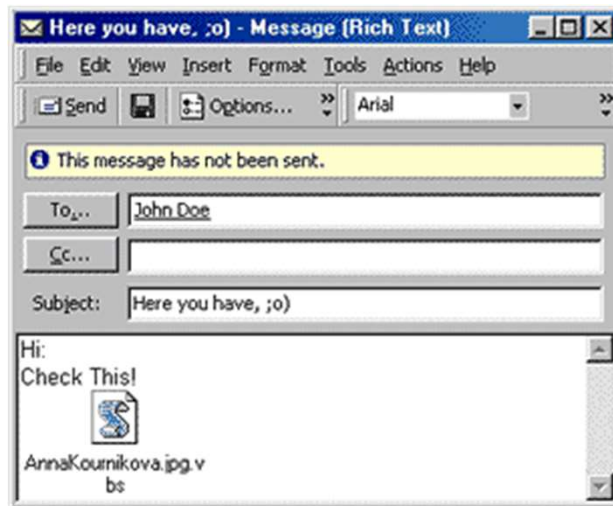 Here you have, ;o) - Message (Rich Text)
File Edit View Insert Format Tools Actions Help
Send Options... Arial
This message has not been sent.
To... John Doe
Cc...
Subject: Here you have, ;o)
Hi:
Check This!
AnnaKournikova.jpg.v
bs